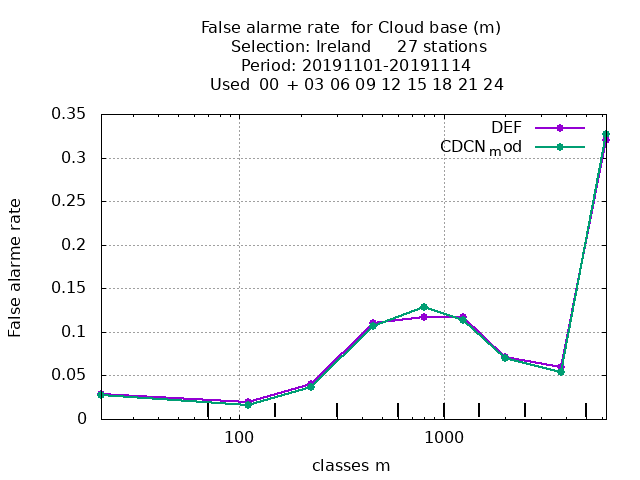 False alarme rate  for Cloud base (m)
Selection: Ireland     27 stations
Period: 20191101-20191114
Used  00 + 03 06 09 12 15 18 21 24
DEF
CDCN_mod
False alarme rate
0.35
0.3
0.25
0.2
0.15
0.1
0.05
0
100
1000
classes m